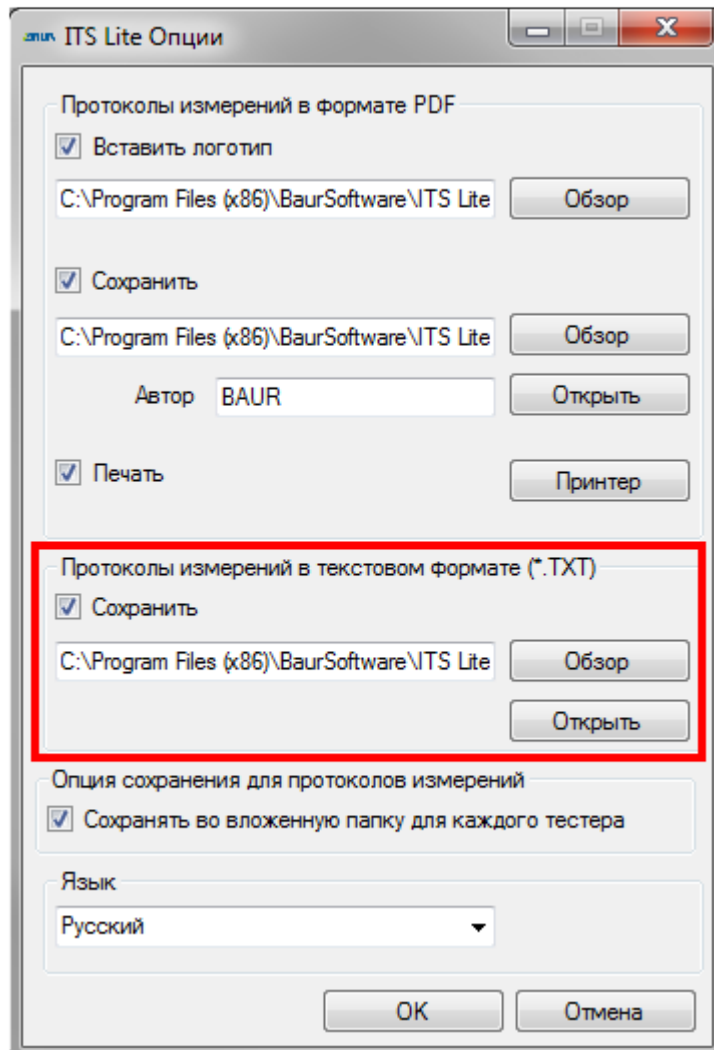 ITS Lite Опции
Протоколы измерений в формате PDF
Вставить логотип
C:\Program Files (x86)\BaurSoftware\ITS Lite Обзор
Сохранить
C:\Program Files (x86)\BaurSoftware\ITS Lite Обзор
Автор BAUR Открыть
Печать Принтер
Протоколы измерений в текстовом формате (*.TXT)
Сохранить
C:\Program Files (x86)\BaurSoftware\ITS Lite Обзор
Открыть
Опция сохранения для протоколов измерений
Сохранять во вложенную папку для каждого тестера
Язык
Русский
OK Отмена